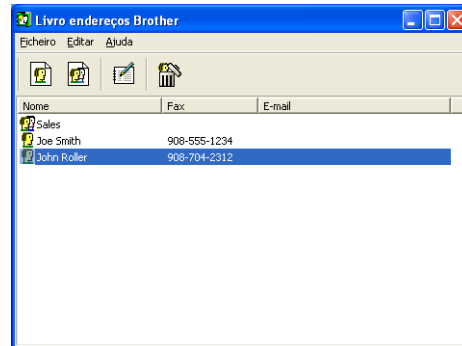 Livro endereços Brother
Ficheiro Editar Ajuda
Nome Fax E-mail
Sales
Joe Smith 908-555-1234
John Roller 908-704-2312